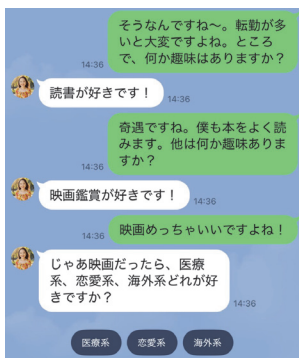 そうなんですね〜。転勤が多
いと大変ですよね。ところ
で、何か趣味はありますか？
14:36
読書が好きです！
14:36
奇遇ですね。僕も本をよく読
みます。他は何か趣味ありま
すか？
14:36
映画鑑賞が好きです！
14:36
映画めっちゃいいですよね！
14:36
じゃあ映画だったら、医療
系、恋愛系、海外系どれが好
きですか？
14:36
医療系
恋愛系
海外系